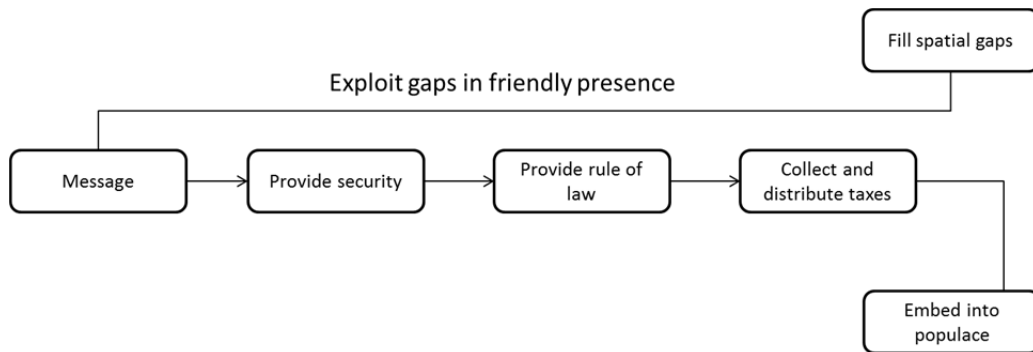 Fill spatial gaps
Exploit gaps in friendly presence
Message
Provide security
Provide rule of
law
Collect and
distribute taxes
Embed into
populace